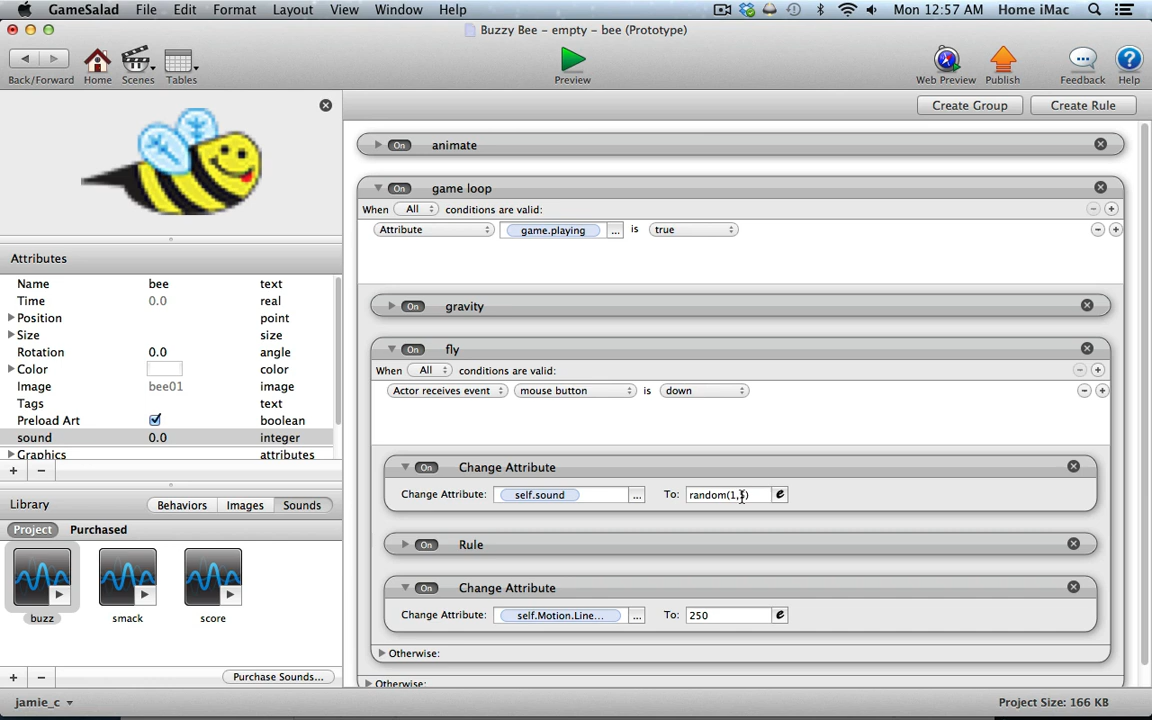 GameSalad File Edit Format Layout View Window Help Mon 12:57 AM Home iMac
Buzzy Bee – empty – bee (Prototype)
Back/Forward Home Scenes Tables Preview Web Preview Publish Feedback Help
Create Group Create Rule
On animate
On game loop
When All conditions are valid:
Attribute game.playing ... is true
On gravity
On fly
When All conditions are valid:
Actor receives event mouse button is down
On Change Attribute
Change Attribute: self.sound ... To: e
On Rule
On Change Attribute
Change Attribute: self.Motion.Line... ... To: 250 e
Otherwise:
Otherwise:
Attributes
Name bee text
Time 0.0 real
Position point
Size size
Rotation 0.0 angle
Color color
Image bee01 image
Tags text
Preload Art boolean
sound 0.0 integer
Graphics attributes
Library Behaviors Images Sounds
Project Purchased
buzz smack score
Purchase Sounds...
jamie_c Project Size: 166 KB